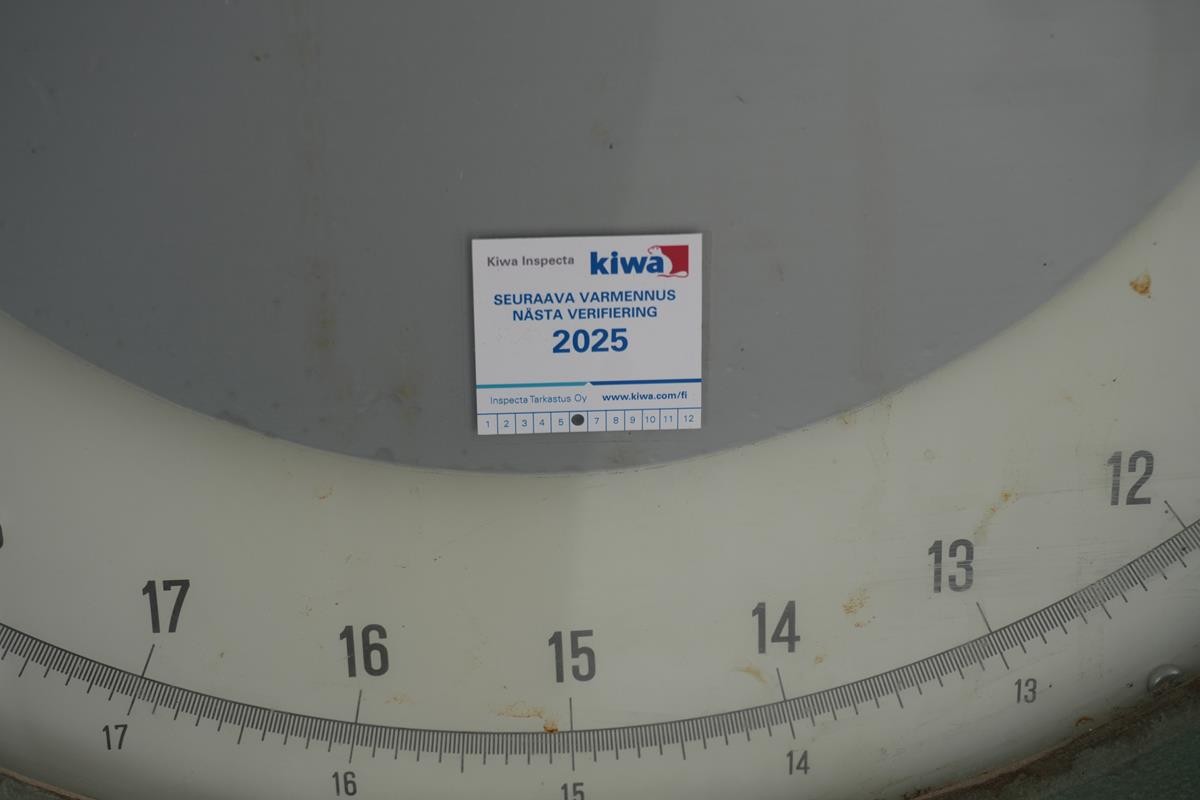 Kiwa Inspecta kiwa
SEURAAVA VARMENNUS
NÄSTA VERIFIERING
2025
Inspecta Tarkastus Oy www.kiwa.com/fi
1 2 3 4 5 7 8 9 10 11 12
12
13
14
15
16
17
13
14
15
16
17